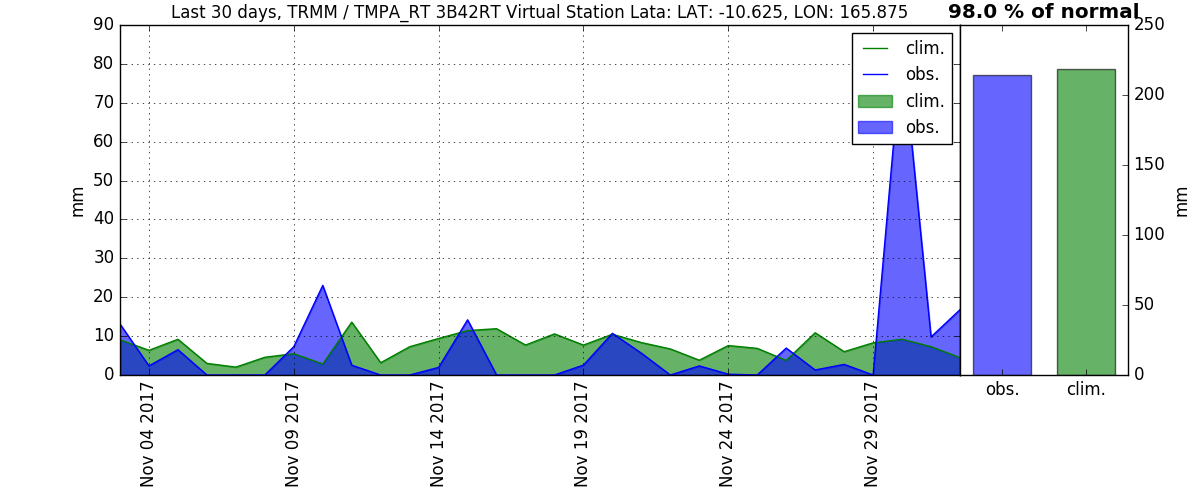 Last 30 days, TRMM / TMPA_RT 3B42RT Virtual Station Lata: LAT: -10.625, LON: 165.875
98.0 % of normal
90
80
70
60
50
40
30
20
10
0
mm
clim.
obs.
clim.
obs.
Nov 04 2017
Nov 09 2017
Nov 14 2017
Nov 19 2017
Nov 24 2017
Nov 29 2017
250
200
150
100
50
0
mm
obs.
clim.